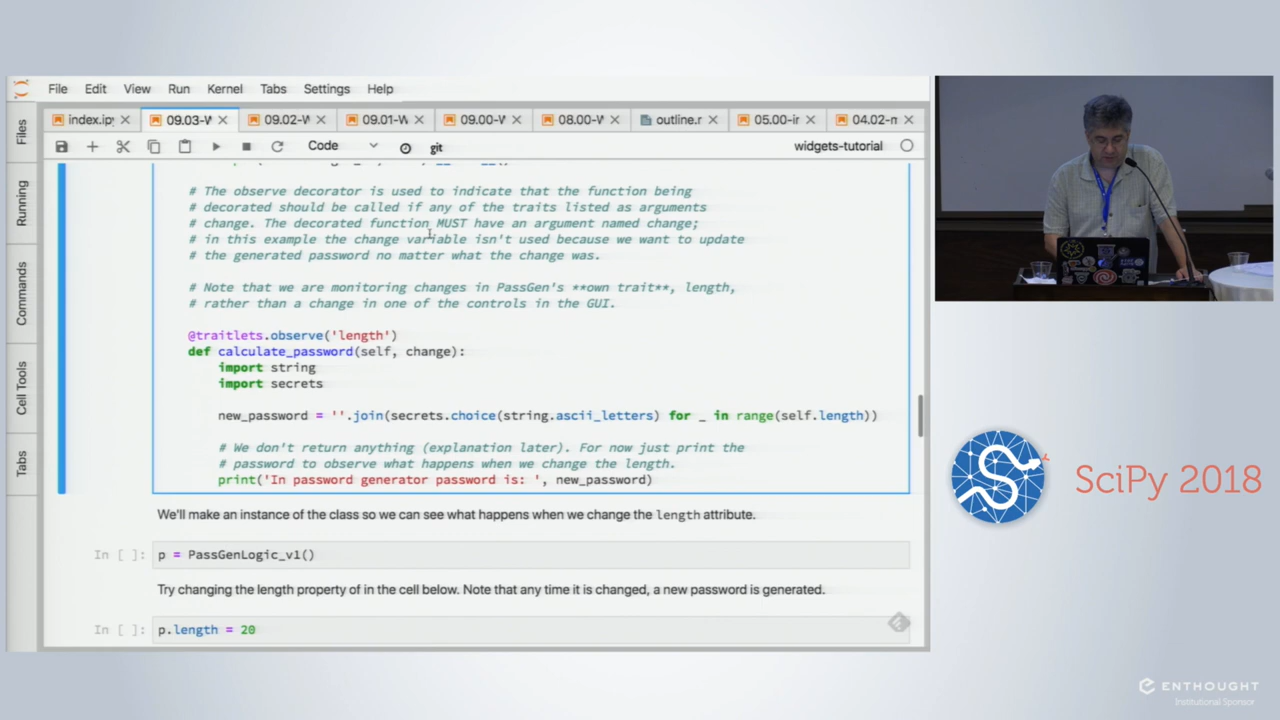 File Edit View Run Kernel Tabs Settings Help
index.ip 09.03-W 09.02-W 09.01-W 09.00-W 08.00-W outline.r 05.00-ir 04.02-m
Code git widgets-tutorial
Files
Running
Commands
Cell Tools
Tabs
# The observe decorator is used to indicate that the function being
# decorated should be called if any of the traits listed as arguments
# change. The decorated function MUST have an argument named change;
# in this example the change variable isn't used because we want to update
# the generated password no matter what the change was.
# Note that we are monitoring changes in PassGen's **own trait**, length,
# rather than a change in one of the controls in the GUI.
@traitlets.observe('length')
def calculate_password(self, change):
import string
import secrets
new_password = ''.join(secrets.choice(string.ascii_letters) for _ in range(self.length))
# We don't return anything (explanation later). For now just print the
# password to observe what happens when we change the length.
print('In password generator password is: ', new_password)
We'll make an instance of the class so we can see what happens when we change the length attribute.
In [ ]: p = PassGenLogic_v1()
Try changing the length property of in the cell below. Note that any time it is changed, a new password is generated.
In [ ]: p.length = 20
SciPy 2018
ENTHOUGHT
Institutional Sponsor